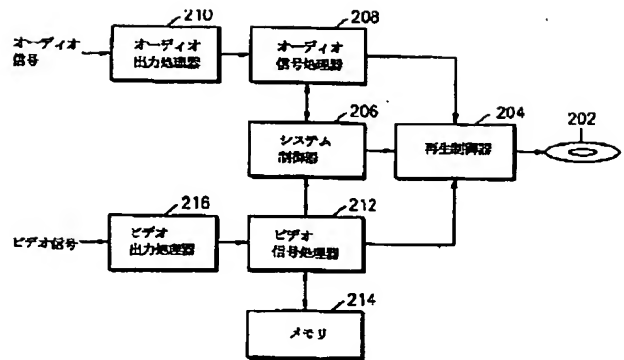 210
208
オーディオ
信号
オーディオ
出力処理器
オーディオ
信号処理器
206
204
202
システム
制御器
再生制御器
216
212
ビデオ信号
ビデオ
出力処理器
ビデオ
信号処理器
214
メモリ